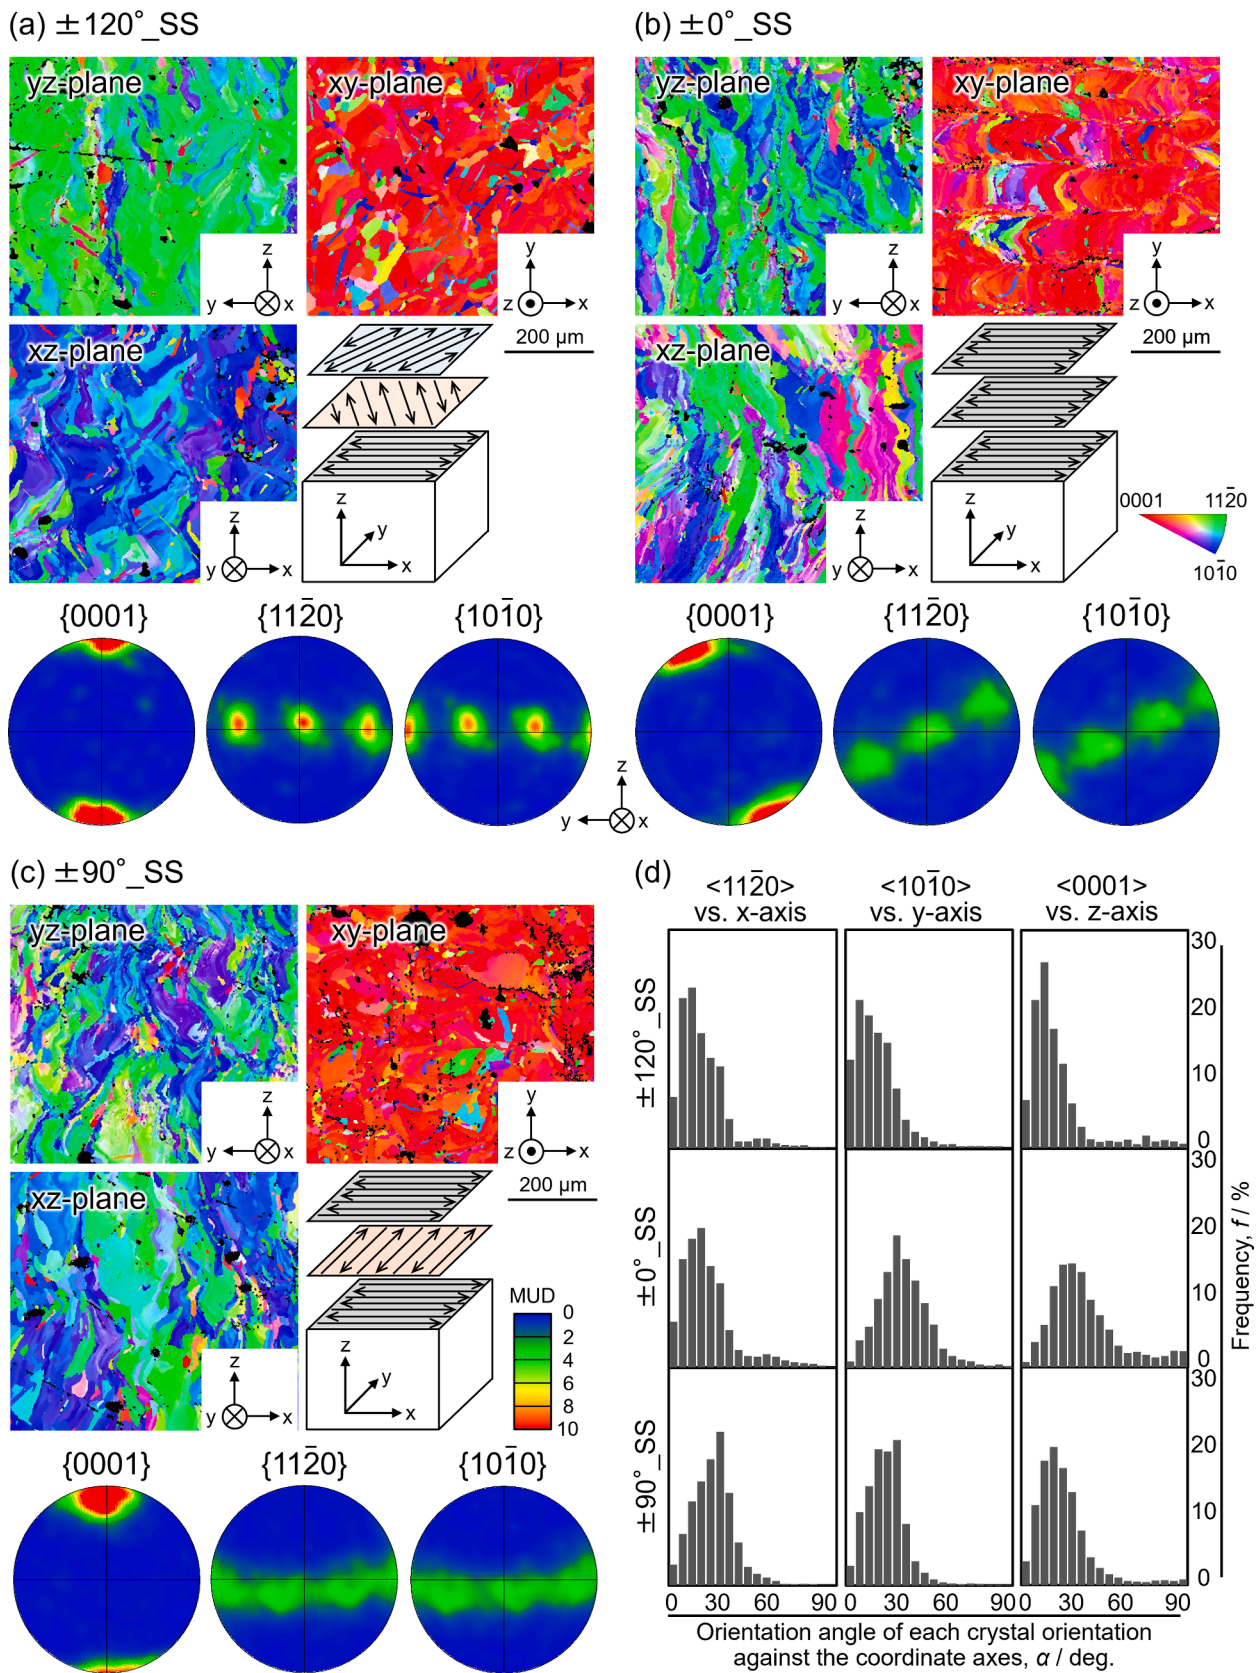 (a) ±120°_SS
yz-plane
xy-plane
z
y
x
y
z
x
xz-plane
200 μm
z
y
x
z
y
x
{0001}
{112̅0}
{101̅0}
(b) ±0°_SS
yz-plane
xy-plane
z
y
x
y
z
x
xz-plane
200 μm
z
y
x
z
y
x
0001
112̅0
101̅0
{0001}
{112̅0}
{101̅0}
z
y
x
(c) ±90°_SS
yz-plane
xy-plane
z
y
x
y
z
x
xz-plane
200 μm
z
y
x
z
y
x
MUD
0
2
4
6
8
10
{0001}
{112̅0}
{101̅0}
(d)
<112̅0>
vs. x-axis
<101̅0>
vs. y-axis
<0001>
vs. z-axis
±120°_SS
30
20
10
0
±0°_SS
30
20
10
0
±90°_SS
30
20
10
0
Frequency, f / %
0 30 60 90
0 30 60 90
0 30 60 90
Orientation angle of each crystal orientation
against the coordinate axes, α / deg.